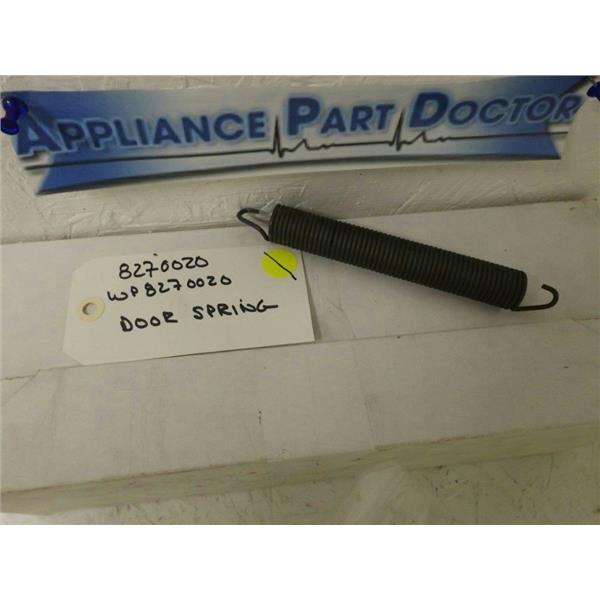 APPLIANCE PART DOCTOR
8270020
WP8270020
DOOR SPRING